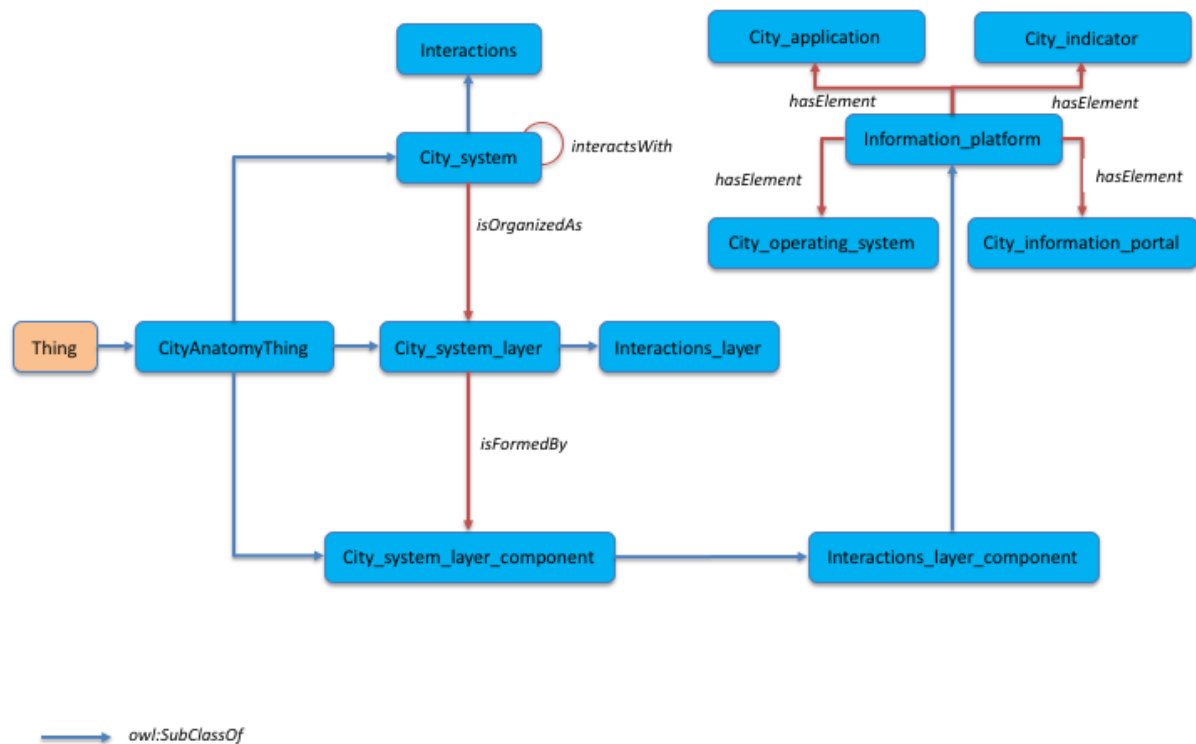 City_application
City_indicator
Interactions
hasElement
hasElement
Information_platform
City_system
interactsWith
hasElement
hasElement
isOrganizedAs
City_operating_system
City_information_portal
Thing
CityAnatomyThing
City_system_layer
Interactions_layer
isFormedBy
City_system_layer_component
Interactions_layer_component
owl:SubClassOf